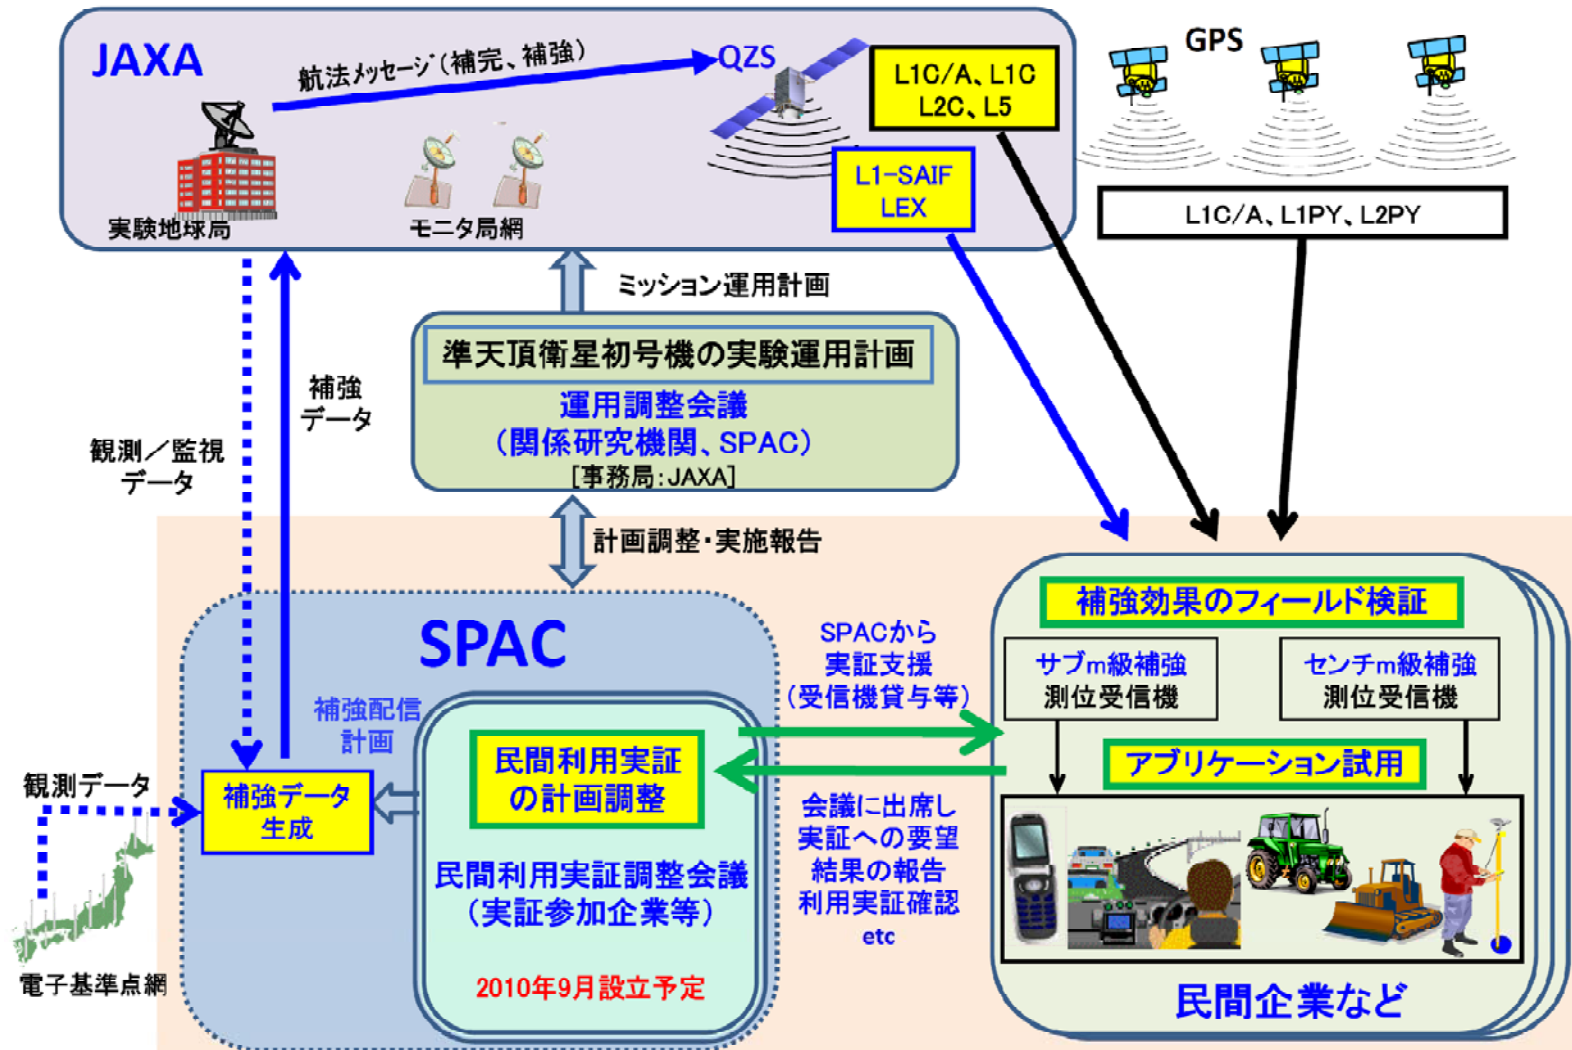 JAXA
航法メッセージ(補完、補強)
QZS
L1C/A、L1C
L2C、L5
L1-SAIF
LEX
GPS
L1C/A、L1PY、L2PY
実験地球局
モニタ局網
ミッション運用計画
準天頂衛星初号機の実験運用計画
運用調整会議
(関係研究機関、SPAC)
[事務局:JAXA]
補強
データ
観測/監視
データ
計画調整・実施報告
SPAC
補強配信
計画
補強データ
生成
観測データ
電子基準点網
民間利用実証
の計画調整
民間利用実証調整会議
(実証参加企業等)
2010年9月設立予定
SPACから
実証支援
(受信機貸与等)
会議に出席し
実証への要望
結果の報告
利用実証確認
etc
補強効果のフィールド検証
サブm級補強
測位受信機
センチm級補強
測位受信機
アプリケーション試用
民間企業など